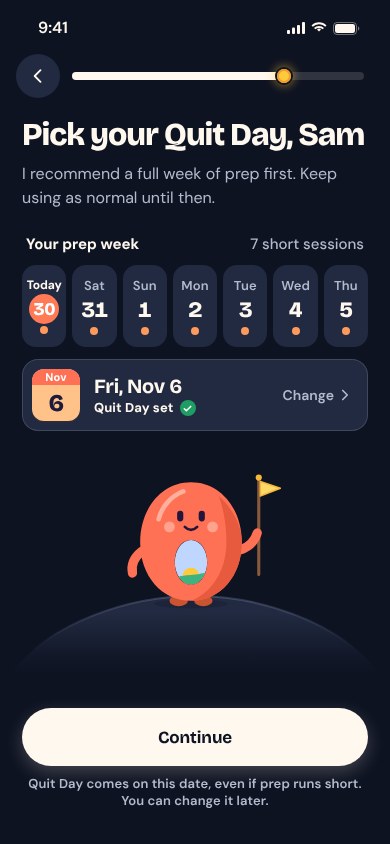 9:41
Pick your Quit Day, Sam
I recommend a full week of prep first. Keep
using as normal until then.
Your prep week 7 short sessions
Today Sat Sun Mon Tue Wed Thu
30 31 1 2 3 4 5
Nov
6
Fri, Nov 6
Quit Day set
Change
Continue
Quit Day comes on this date, even if prep runs short.
You can change it later.